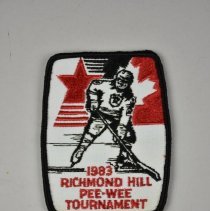 1983
RICHMOND HILL
PEE-WEE
TOURNAMENT